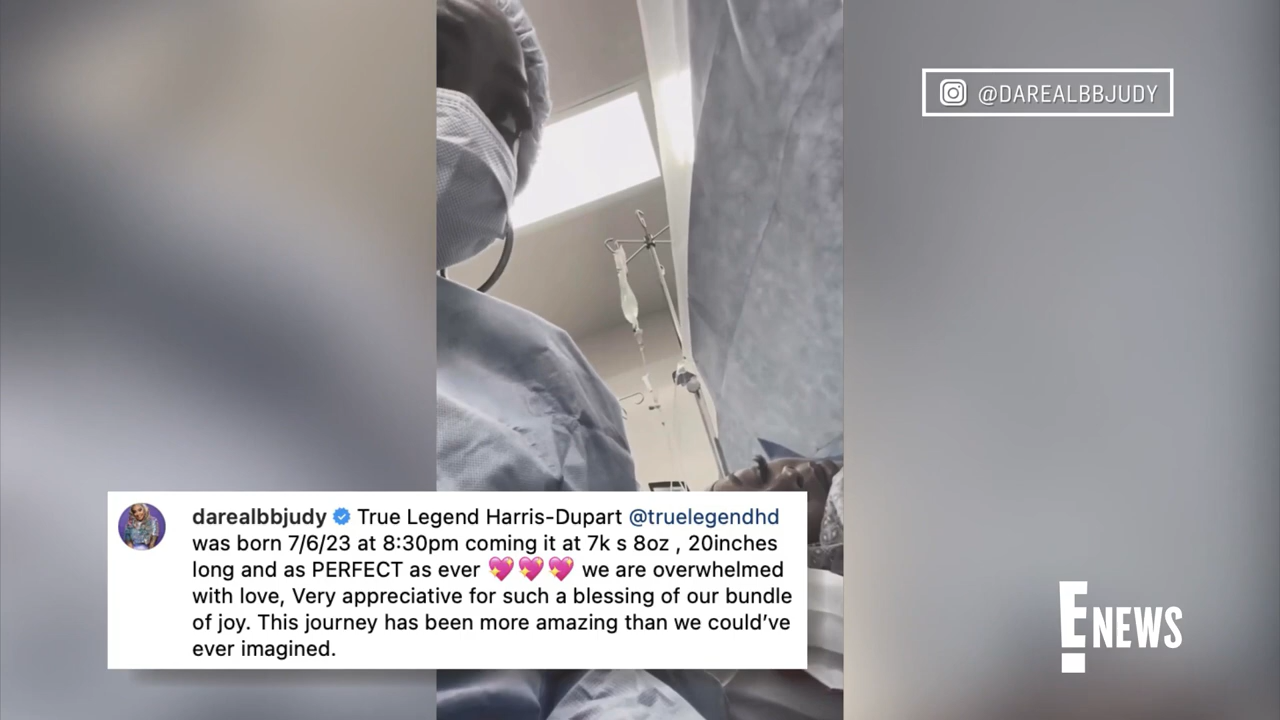 @DAREALBBJUDY
darealbbjudy True Legend Harris-Dupart @truelegendhd
was born 7/6/23 at 8:30pm coming it at 7k s 8oz , 20inches
long and as PERFECT as ever 💖💖💖 we are overwhelmed
with love, Very appreciative for such a blessing of our bundle
of joy. This journey has been more amazing than we could’ve
ever imagined.
E! NEWS